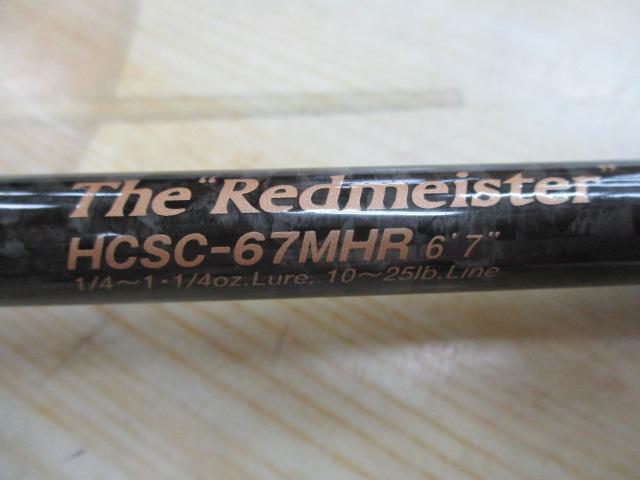 The "Redmeister"
HCSC-67MHR 6'7"
1/4~1・1/4oz.Lure, 10~25lb.Line